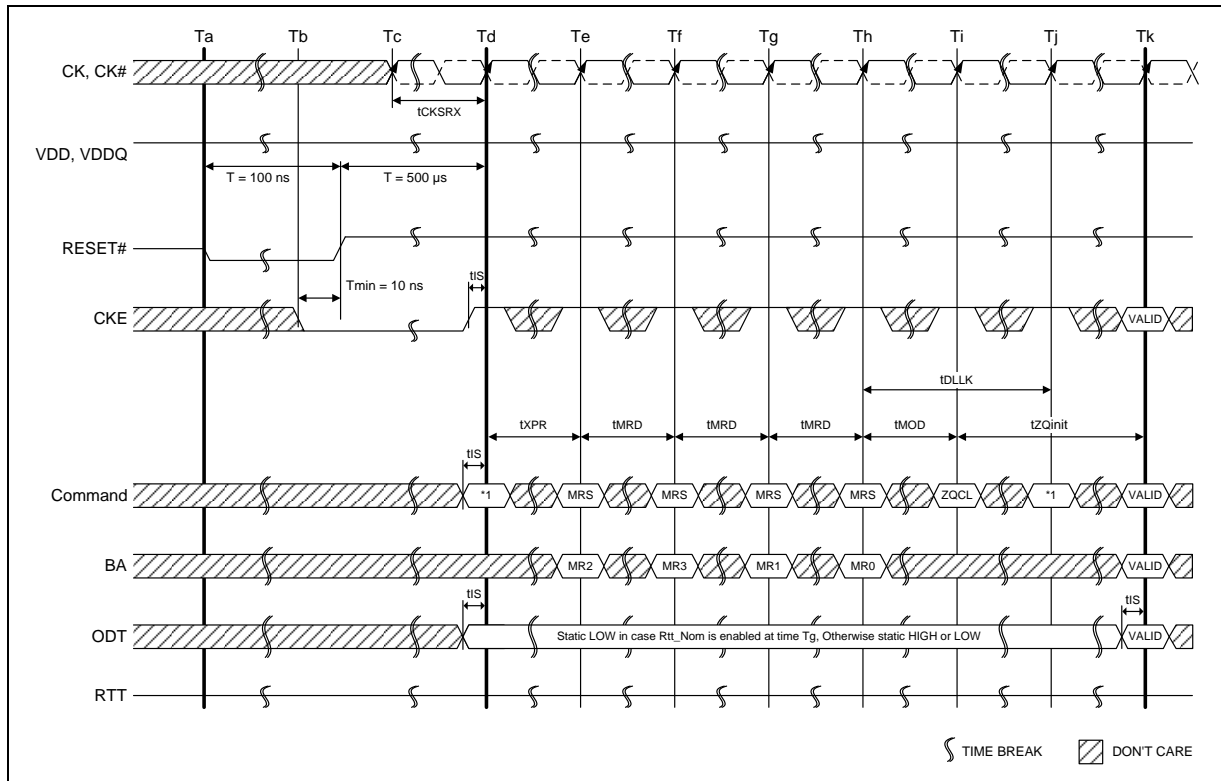 Ta Tb Tc Td Te Tf Tg Th Ti Tj Tk
CK, CK#
tCKSRX
VDD, VDDQ
T = 100 ns T = 500 µs
RESET#
Tmin = 10 ns
tIS
CKE
VALID
tDLLK
tXPR tMRD tMRD tMRD tMOD tZQinit
tIS
Command *1 MRS MRS MRS MRS ZQCL *1 VALID
BA MR2 MR3 MR1 MR0 VALID
tIS tIS
ODT Static LOW in case Rtt_Nom is enabled at time Tg, Otherwise static HIGH or LOW VALID
RTT
TIME BREAK DON'T CARE